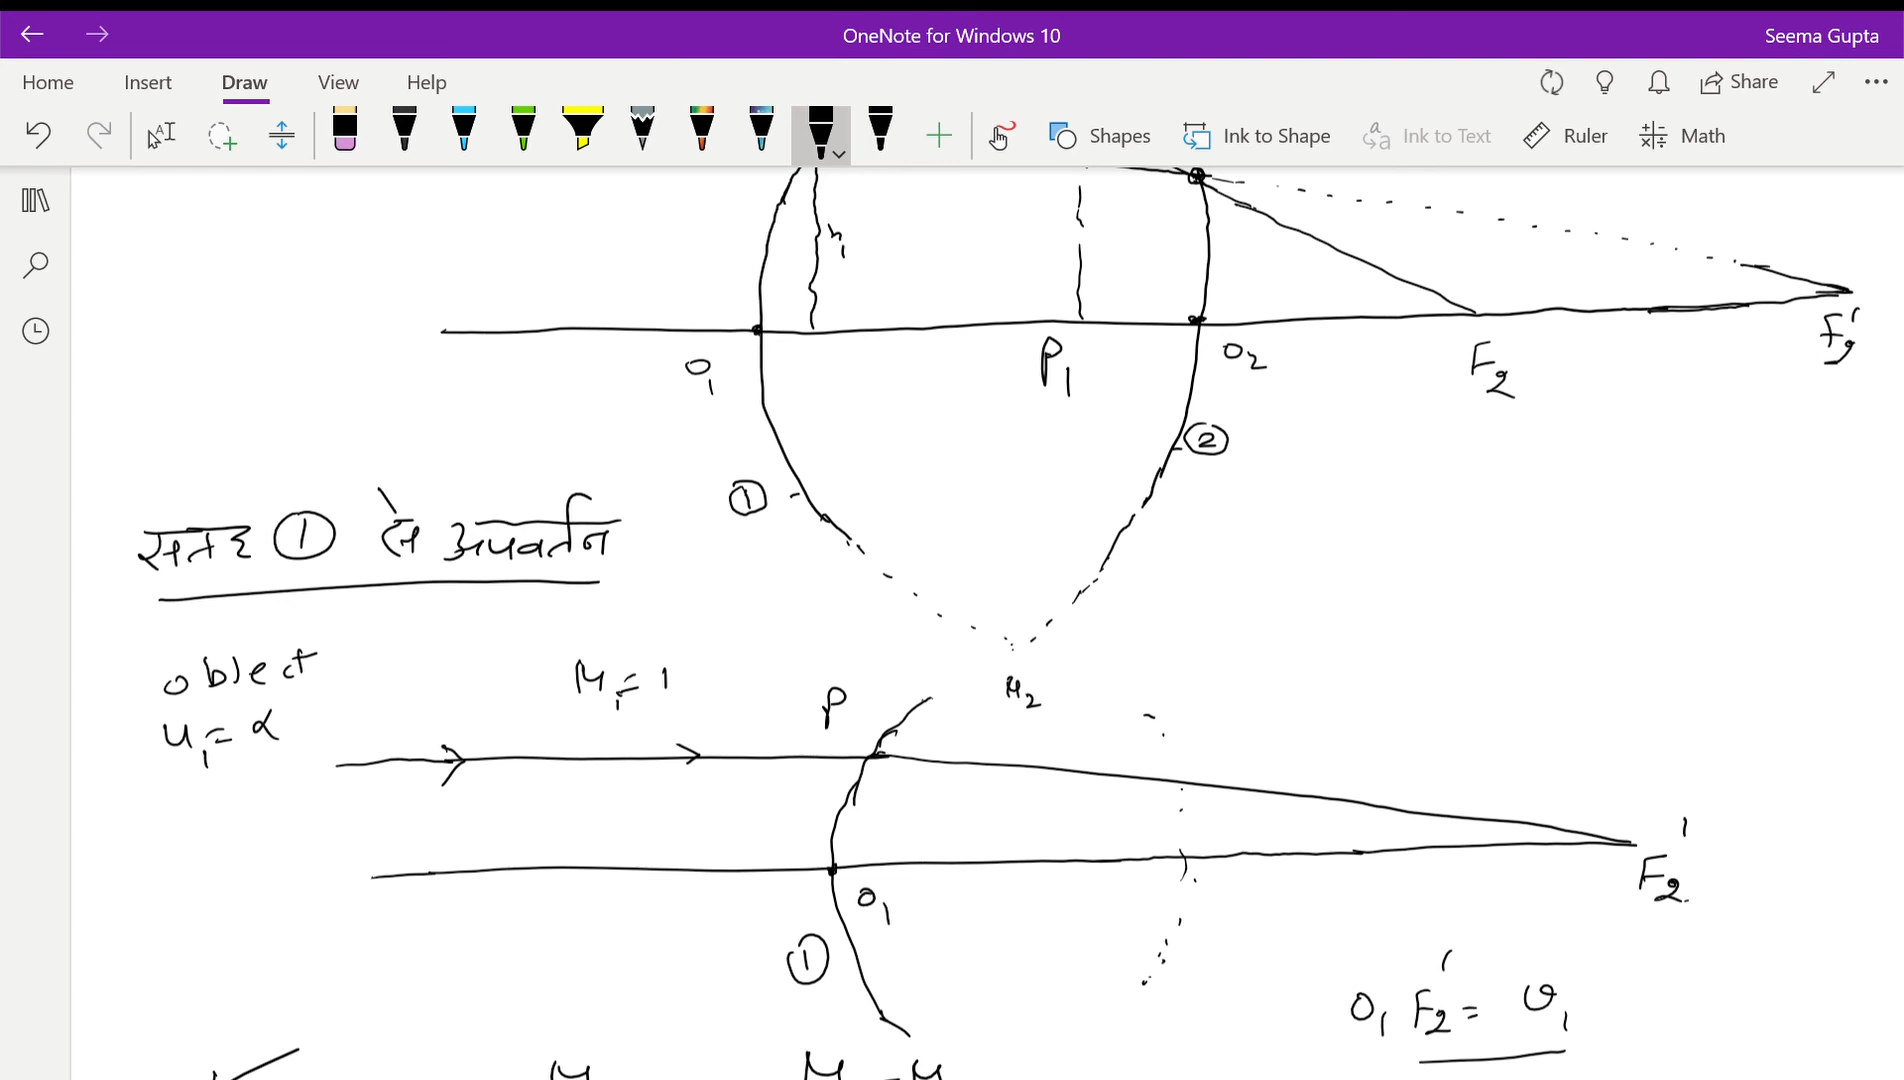 OneNote for Windows 10
Seema Gupta
Home Insert Draw View Help
Share
Shapes Ink to Shape Ink to Text Ruler Math
h1
O1 P1 O2 F2 F2'
2
1
सतह 1 से अपवर्तन
object
u1 = α
μ1 = 1
P
μ2
O1
F2'
1
O1 F2' = v1
μ μ - μ